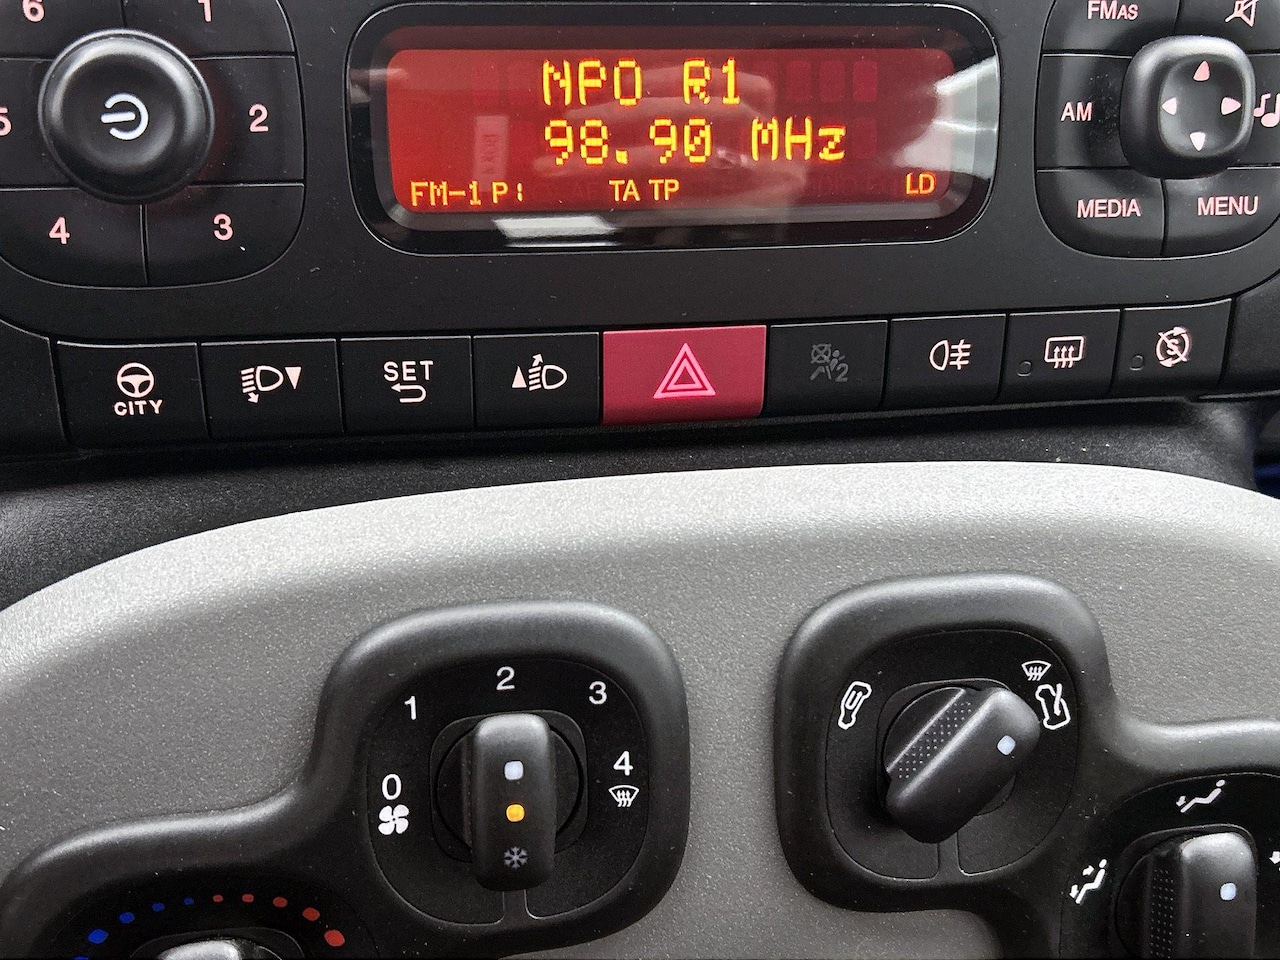 6
1
FMAS
NPO R1
5
2
AM
98.90 MHz
FM-1 P:
TA TP
LD
4
3
MEDIA
MENU
CITY
SET
2
S
1
2
3
0
4